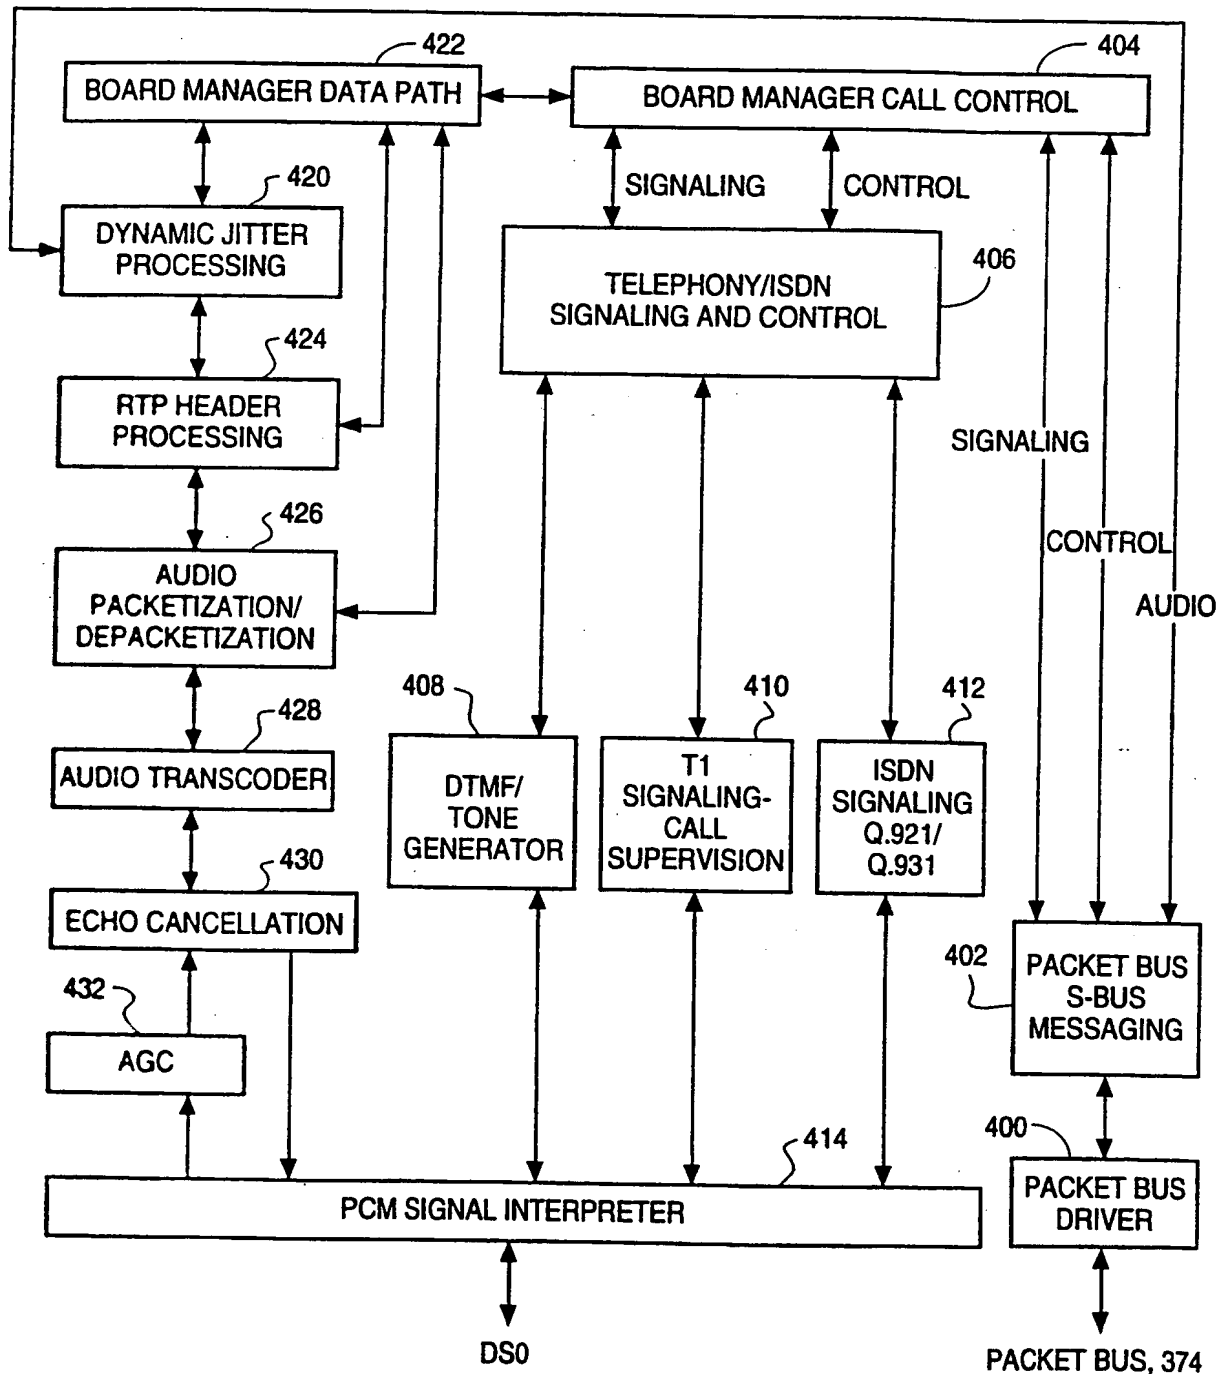 422
404
BOARD MANAGER DATA PATH
BOARD MANAGER CALL CONTROL
420
SIGNALING
CONTROL
DYNAMIC JITTER
PROCESSING
406
TELEPHONY/ISDN
SIGNALING AND CONTROL
424
RTP HEADER
PROCESSING
SIGNALING
426
CONTROL
AUDIO
PACKETIZATION/
DEPACKETIZATION
AUDIO
408
410
412
428
AUDIO TRANSCODER
DTMF/
TONE
GENERATOR
T1
SIGNALING-
CALL
SUPERVISION
ISDN
SIGNALING
Q.921/
Q.931
430
ECHO CANCELLATION
402
PACKET BUS
S-BUS
MESSAGING
432
AGC
414
400
PCM SIGNAL INTERPRETER
PACKET BUS
DRIVER
DS0
PACKET BUS, 374